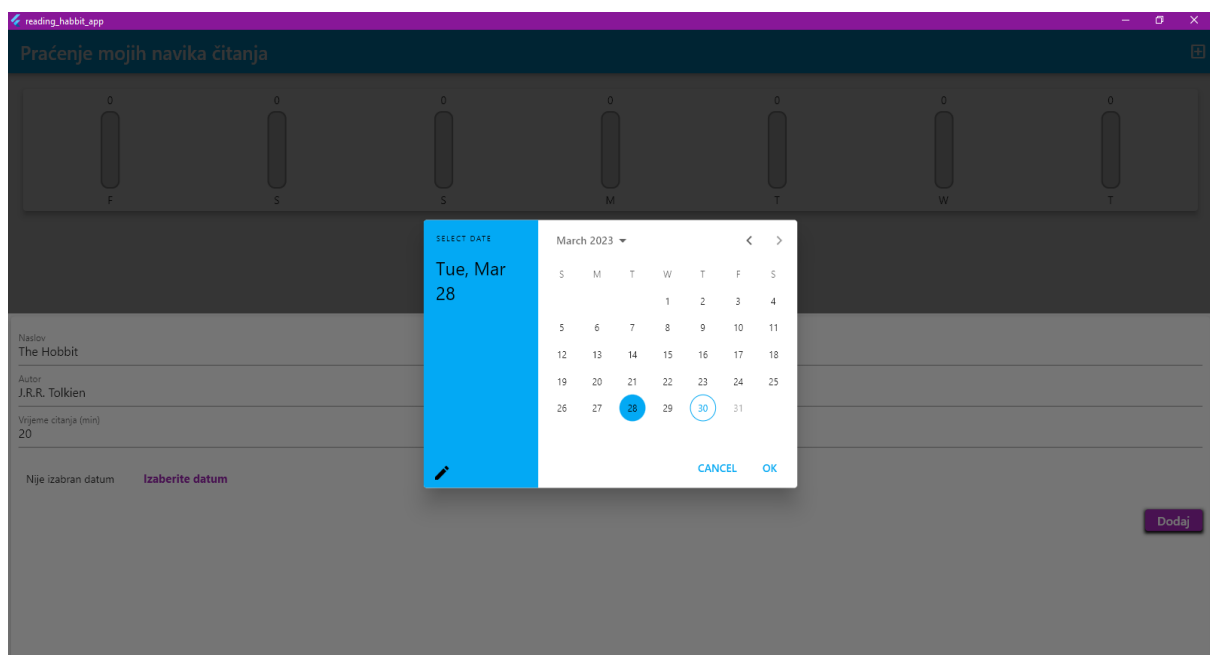 reading_habbit_app
Praćenje mojih navika čitanja
0 0 0 0 0 0 0
F S S M T W T
SELECT DATE
Tue, Mar
28
March 2023
S M T W T F S
1 2 3 4
5 6 7 8 9 10 11
12 13 14 15 16 17 18
19 20 21 22 23 24 25
26 27 28 29 30 31
CANCEL OK
Naslov
The Hobbit
Autor
J.R.R. Tolkien
Vrijeme citanja (min)
20
Nije izabran datum Izaberite datum
Dodaj